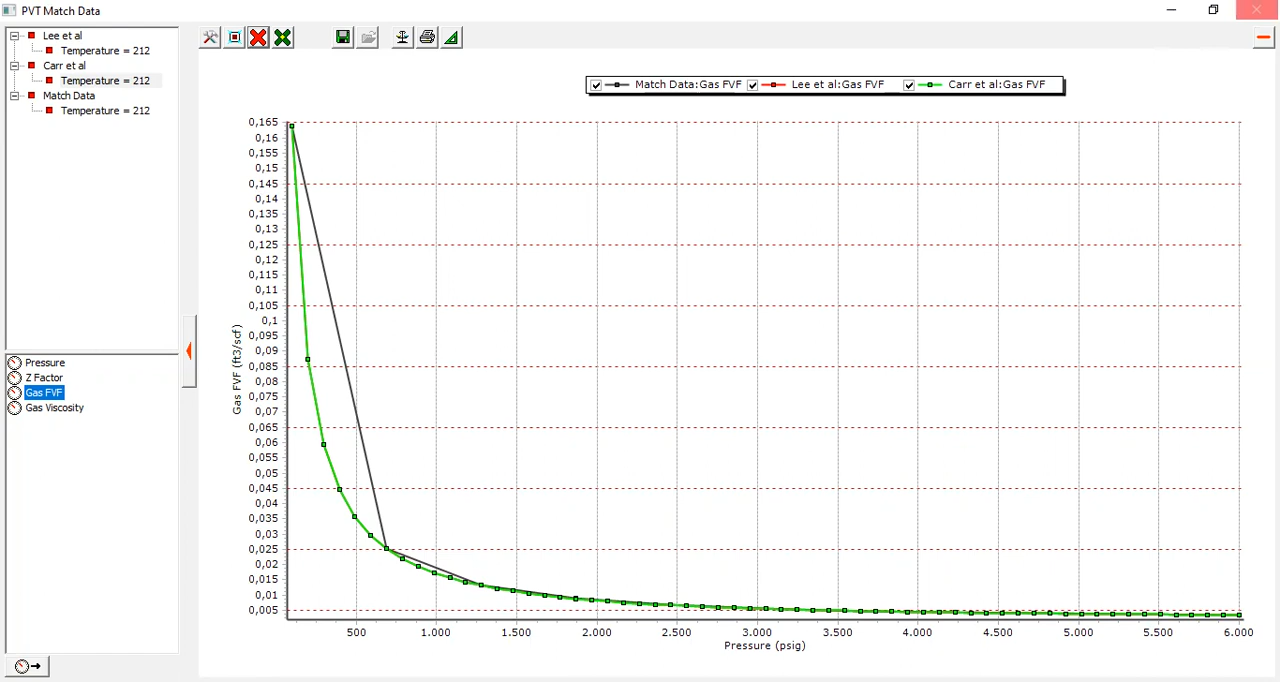 PVT Match Data
Lee et al
Temperature = 212
Carr et al
Temperature = 212
Match Data
Temperature = 212
Pressure
Z Factor
Gas FVF
Gas Viscosity
Match Data:Gas FVF Lee et al:Gas FVF Carr et al:Gas FVF
0,165
0,16
0,155
0,15
0,145
0,14
0,135
0,13
0,125
0,12
0,115
0,11
0,105
0,1
0,095
0,09
0,085
0,08
0,075
0,07
0,065
0,06
0,055
0,05
0,045
0,04
0,035
0,03
0,025
0,02
0,015
0,01
0,005
Gas FVF (ft3/scf)
500 1.000 1.500 2.000 2.500 3.000 3.500 4.000 4.500 5.000 5.500 6.000
Pressure (psig)